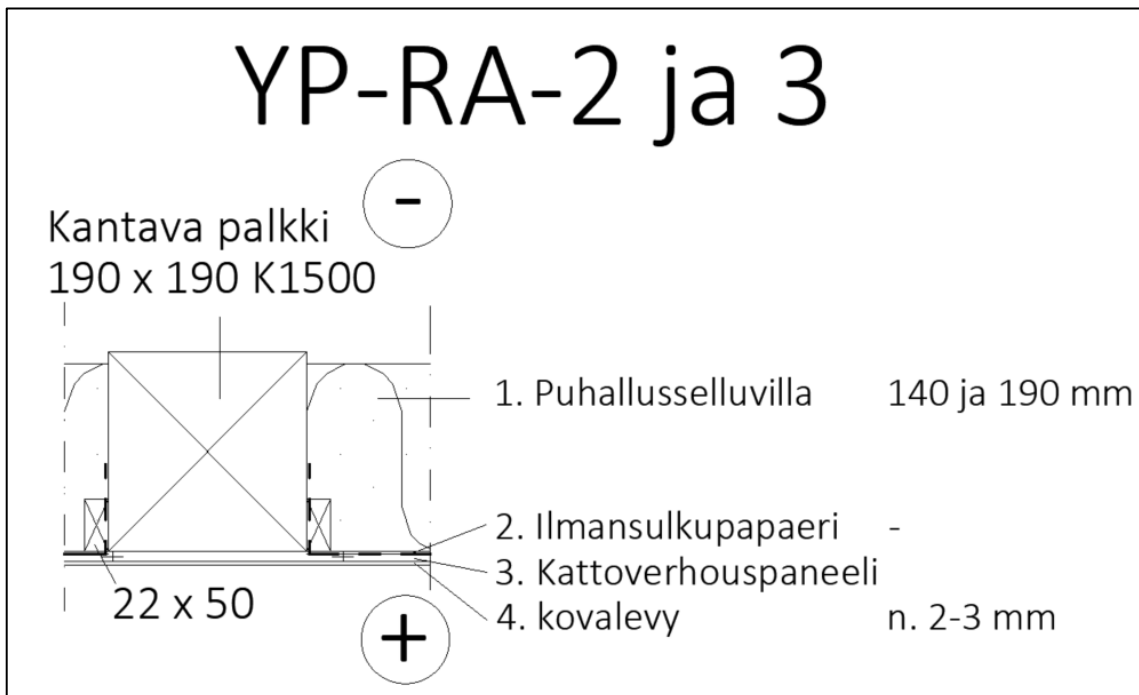 YP-RA-2 ja 3
-
Kantava palkki
190 x 190 K1500
1. Puhallusselluvilla 140 ja 190 mm
2. Ilmansulkupapaeri -
3. Kattoverhouspaneeli
22 x 50
4. kovalevy n. 2-3 mm
+